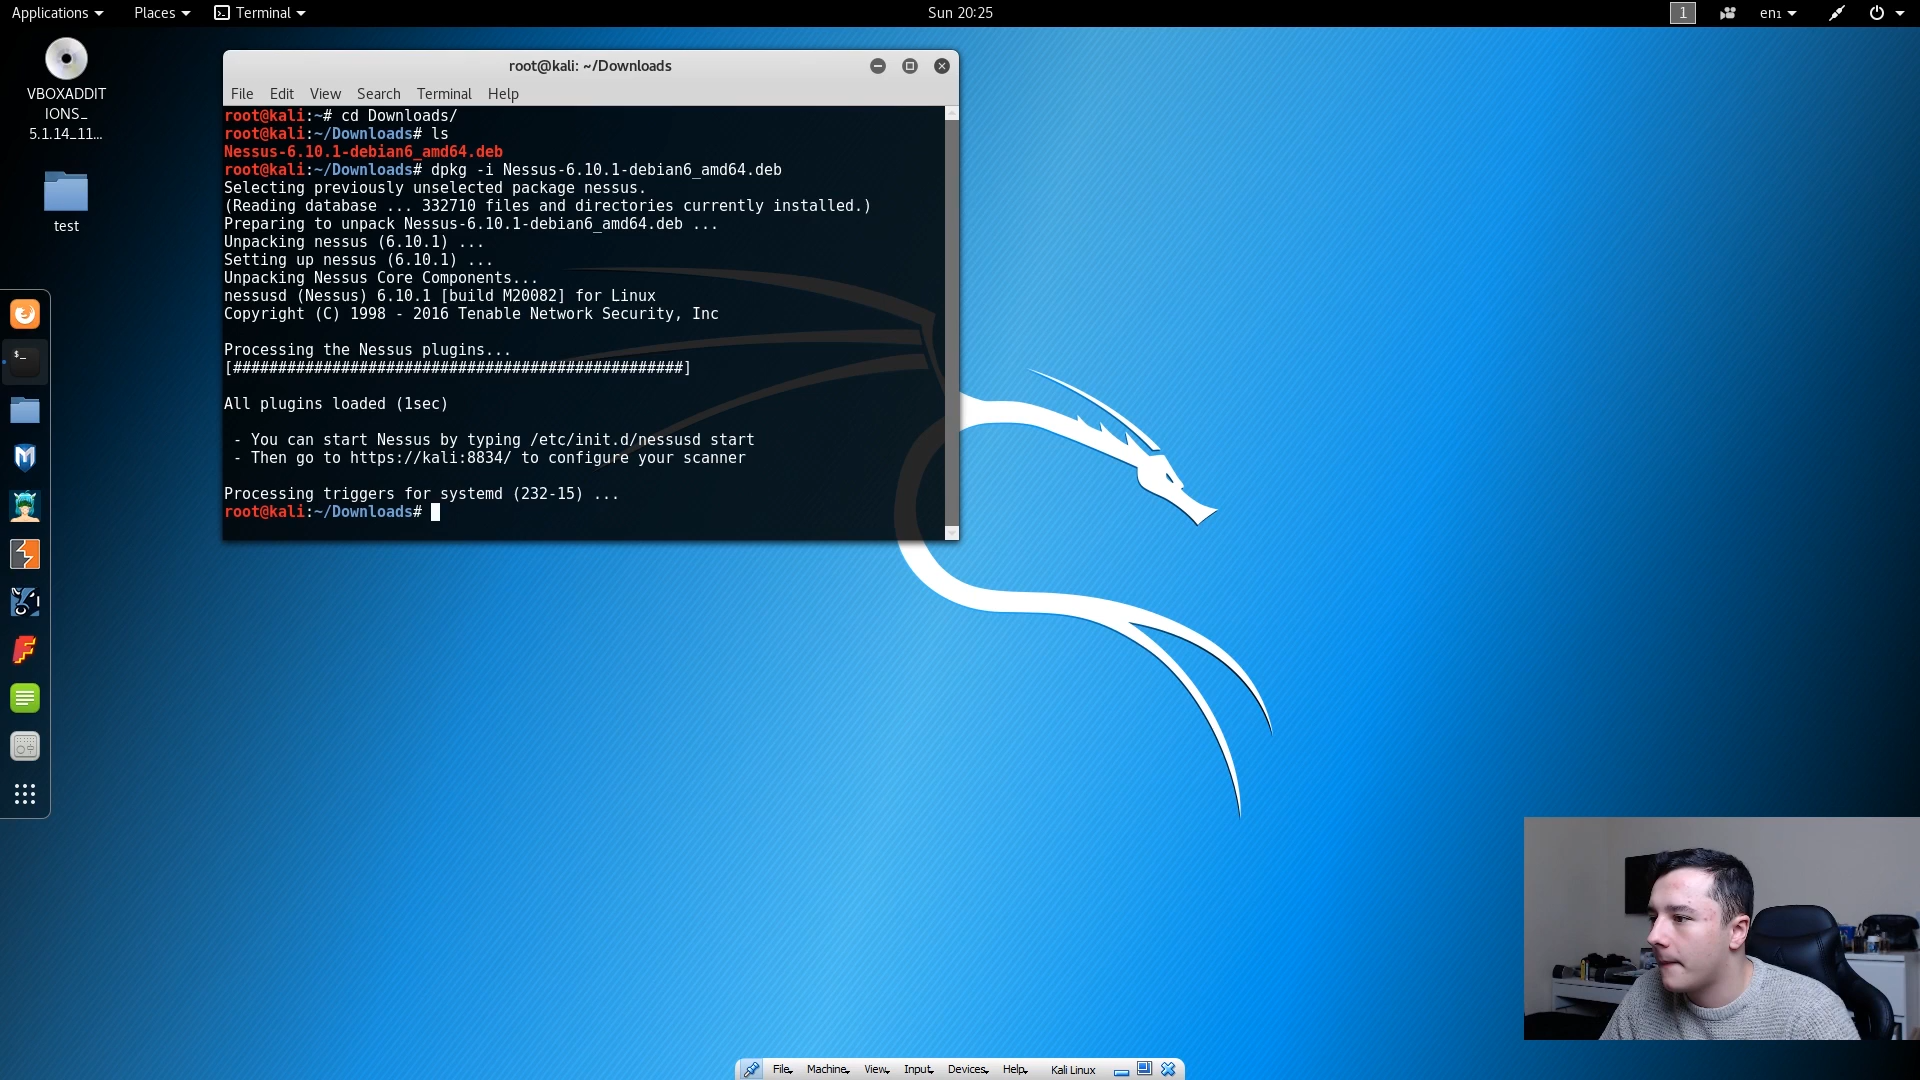 Applications Places Terminal Sun 20:25 1 en1
VBOXADDIT
IONS_
5.1.14_11...
test
root@kali: ~/Downloads
File Edit View Search Terminal Help
root@kali:~# cd Downloads/
root@kali:~/Downloads# ls
Nessus-6.10.1-debian6_amd64.deb
root@kali:~/Downloads# dpkg -i Nessus-6.10.1-debian6_amd64.deb
Selecting previously unselected package nessus.
(Reading database ... 332710 files and directories currently installed.)
Preparing to unpack Nessus-6.10.1-debian6_amd64.deb ...
Unpacking nessus (6.10.1) ...
Setting up nessus (6.10.1) ...
Unpacking Nessus Core Components...
nessusd (Nessus) 6.10.1 [build M20082] for Linux
Copyright (C) 1998 - 2016 Tenable Network Security, Inc
Processing the Nessus plugins...
[##################################################]
All plugins loaded (1sec)
- You can start Nessus by typing /etc/init.d/nessusd start
- Then go to https://kali:8834/ to configure your scanner
Processing triggers for systemd (232-15) ...
root@kali:~/Downloads#
File Machine View Input Devices Help Kali Linux